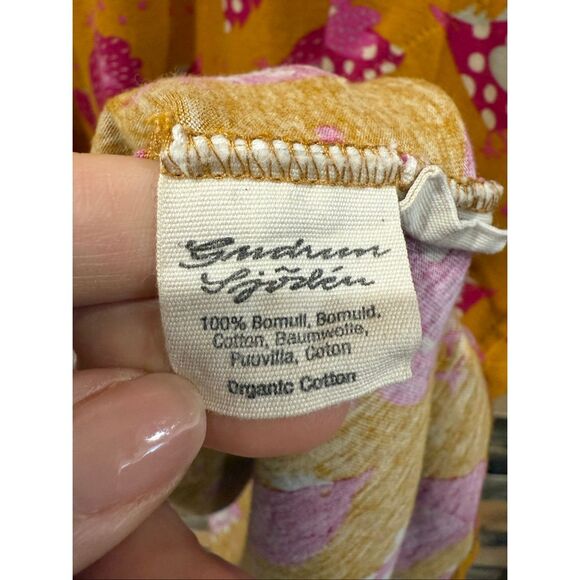 Gudrun
Sjödén
100% Bomull, Bomuld,
Cotton, Baumwolle,
Puuvilla, Coton
Organic Cotton